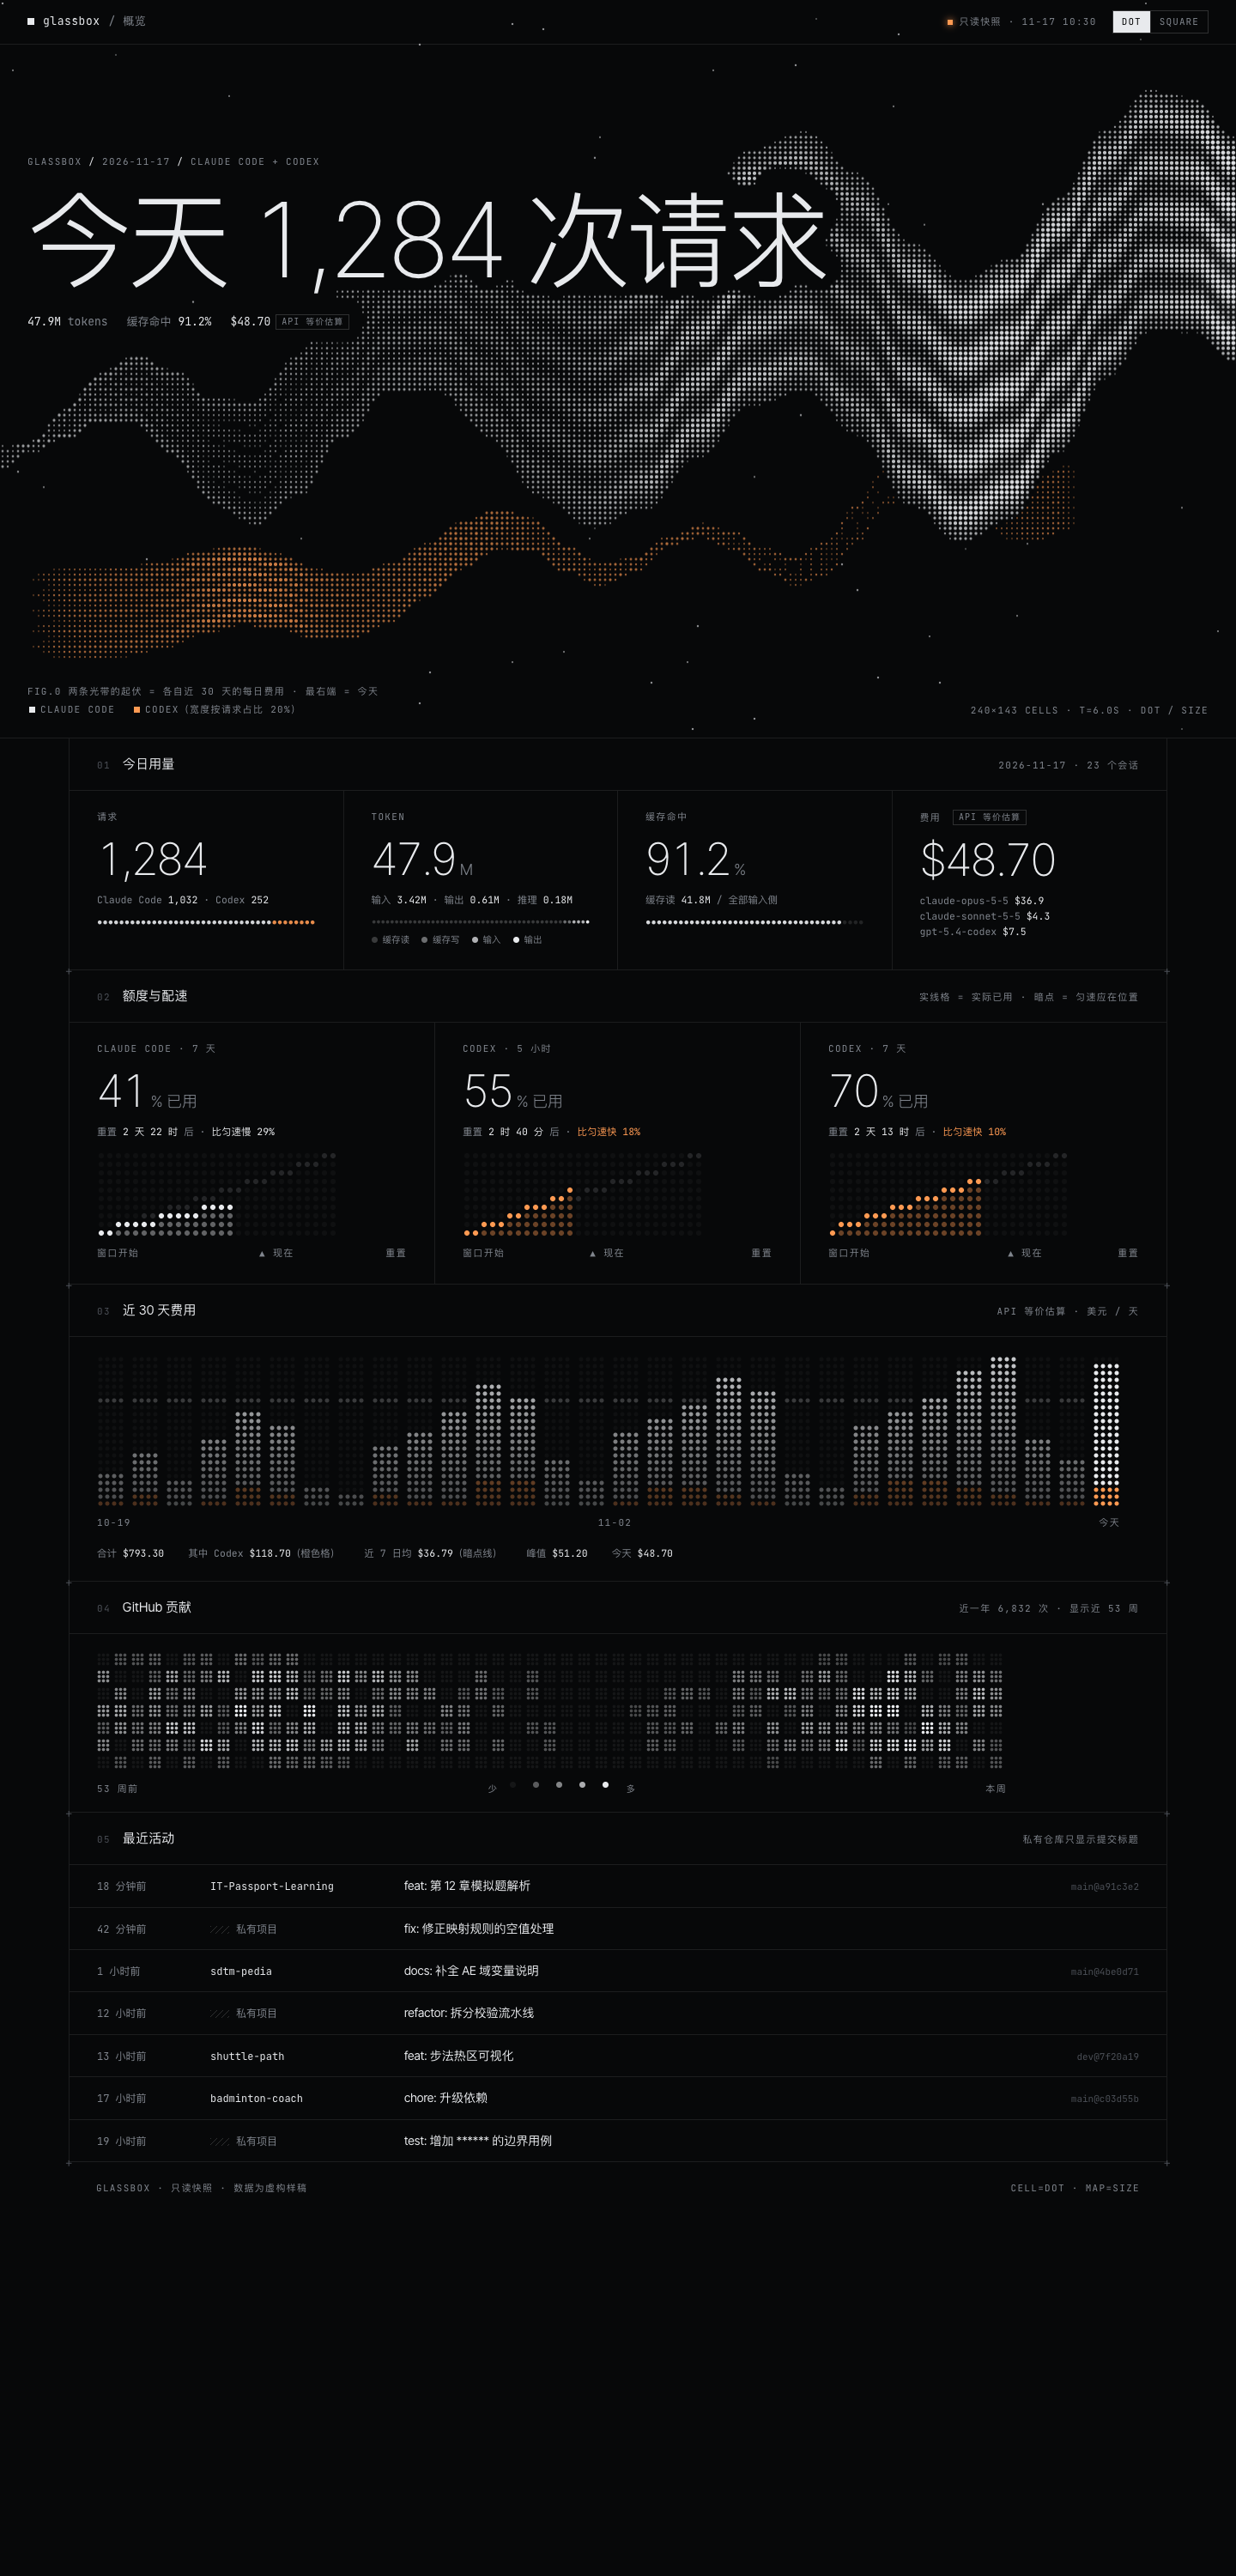 glassbox / 概览
只读快照 · 11-17 10:30
DOT SQUARE
GLASSBOX / 2026-11-17 / CLAUDE CODE + CODEX
今天 1,284 次请求
47.9M tokens 缓存命中 91.2% $48.70 API 等价估算
FIG.0 两条光带的起伏 = 各自近 30 天的每日费用 · 最右端 = 今天
CLAUDE CODE CODEX (宽度按请求占比 20%)
240×143 CELLS · T=6.0S · DOT / SIZE
01 今日用量
2026-11-17 · 23 个会话
请求
1,284
Claude Code 1,032 · Codex 252
TOKEN
47.9 M
输入 3.42M · 输出 0.61M · 推理 0.18M
缓存读 缓存写 输入 输出
缓存命中
91.2 %
缓存读 41.8M / 全部输入侧
费用 API 等价估算
$48.70
claude-opus-5-5 $36.9
claude-sonnet-5-5 $4.3
gpt-5.4-codex $7.5
02 额度与配速
实线格 = 实际已用 · 暗点 = 匀速应在位置
CLAUDE CODE · 7 天
41 % 已用
重置 2 天 22 时 后 · 比匀速慢 29%
窗口开始 ▲ 现在 重置
CODEX · 5 小时
55 % 已用
重置 2 时 40 分 后 · 比匀速快 18%
窗口开始 ▲ 现在 重置
CODEX · 7 天
70 % 已用
重置 2 天 13 时 后 · 比匀速快 10%
窗口开始 ▲ 现在 重置
03 近 30 天费用
API 等价估算 · 美元 / 天
10-19 11-02 今天
合计 $793.30 其中 Codex $118.70 (橙色格) 近 7 日均 $36.79 (暗点线) 峰值 $51.20 今天 $48.70
04 GitHub 贡献
近一年 6,832 次 · 显示近 53 周
53 周前 少 多 本周
05 最近活动
私有仓库只显示提交标题
18 分钟前 IT-Passport-Learning feat: 第 12 章模拟题解析 main@a91c3e2
42 分钟前 私有项目 fix: 修正映射规则的空值处理
1 小时前 sdtm-pedia docs: 补全 AE 域变量说明 main@4be0d71
12 小时前 私有项目 refactor: 拆分校验流水线
13 小时前 shuttle-path feat: 步法热区可视化 dev@7f20a19
17 小时前 badminton-coach chore: 升级依赖 main@c03d55b
19 小时前 私有项目 test: 增加 ****** 的边界用例
GLASSBOX · 只读快照 · 数据为虚构样稿
CELL=DOT · MAP=SIZE